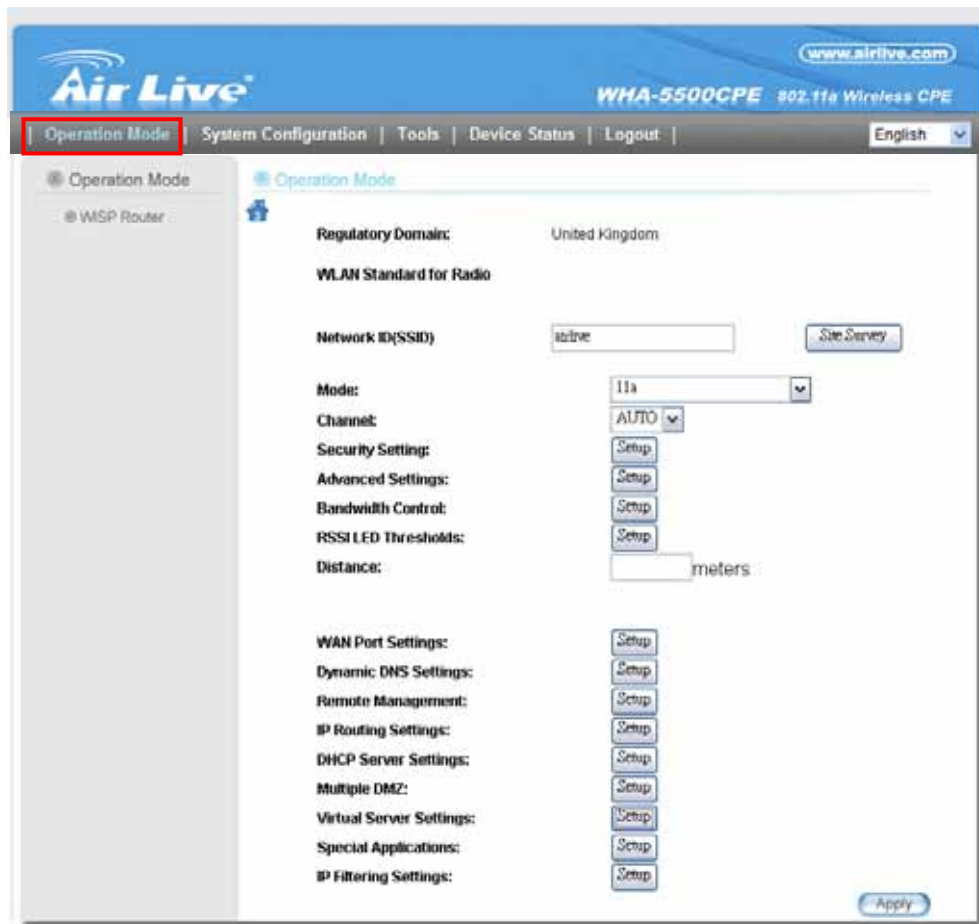 www.airlive.com
Air Live
WHA-5500CPE 802.11a Wireless CPE
| Operation Mode | System Configuration | Tools | Device Status | Logout | English
Operation Mode
WISP Router
Operation Mode
Regulatory Domain: United Kingdom
WLAN Standard for Radio
Network ID(SSID) airlive Site Survey
Mode: 11a
Channel: AUTO
Security Setting: Setup
Advanced Settings: Setup
Bandwidth Control: Setup
RSSI LED Thresholds: Setup
Distance: meters
WAN Port Settings: Setup
Dynamic DNS Settings: Setup
Remote Management: Setup
IP Routing Settings: Setup
DHCP Server Settings: Setup
Multiple DMZ: Setup
Virtual Server Settings: Setup
Special Applications: Setup
IP Filtering Settings: Setup
Apply